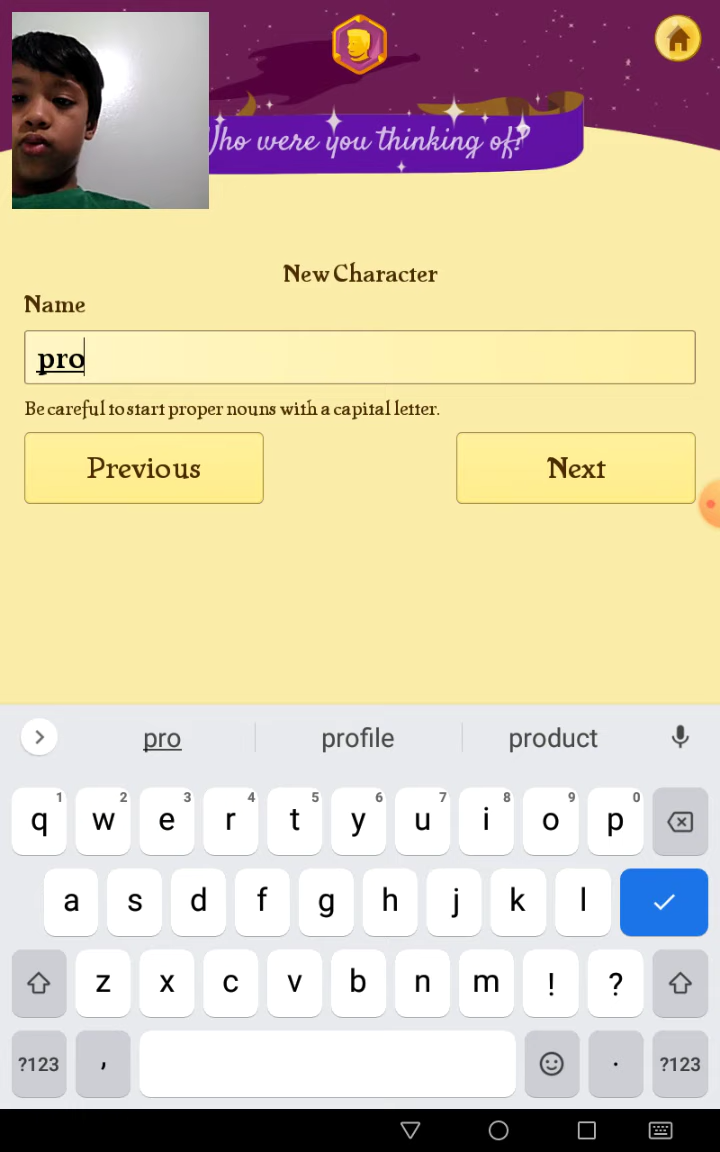 Who were you thinking of?
New Character
Name
pro
Be careful to start proper nouns with a capital letter.
Previous Next
pro profile product
1 2 3 4 5 6 7 8 9 0
q w e r t y u i o p
a s d f g h j k l
z x c v b n m ! ?
?123 , . ?123